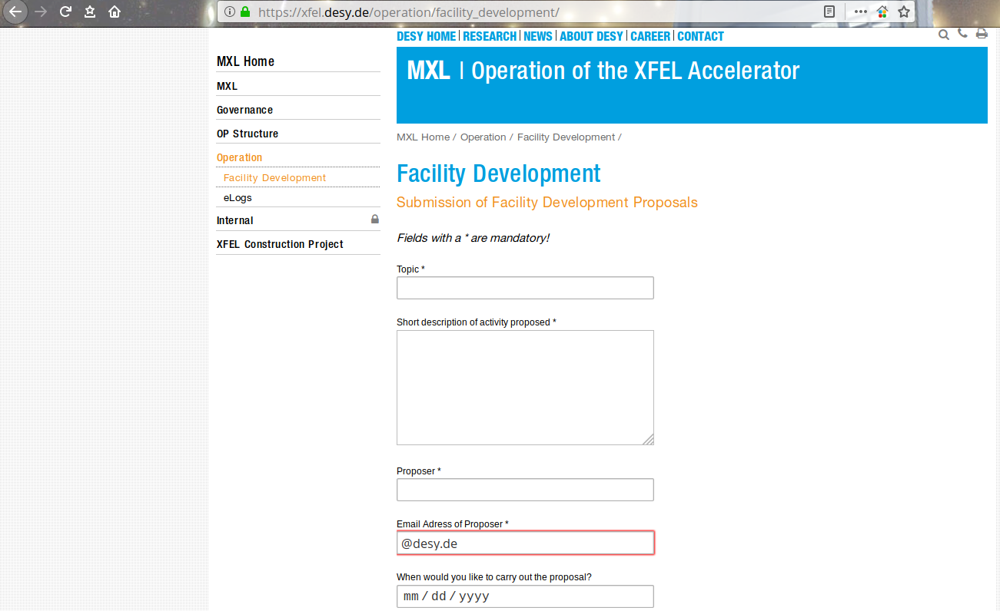 https://xfel.desy.de/operation/facility_development/
DESY HOME | RESEARCH | NEWS | ABOUT DESY | CAREER | CONTACT
MXL Home
MXL
Governance
OP Structure
Operation
Facility Development
eLogs
Internal
XFEL Construction Project
MXL | Operation of the XFEL Accelerator
MXL Home / Operation / Facility Development /
Facility Development
Submission of Facility Development Proposals
Fields with a * are mandatory!
Topic *
Short description of activity proposed *
Proposer *
Email Adress of Proposer *
@desy.de
When would you like to carry out the proposal?
mm / dd / yyyy